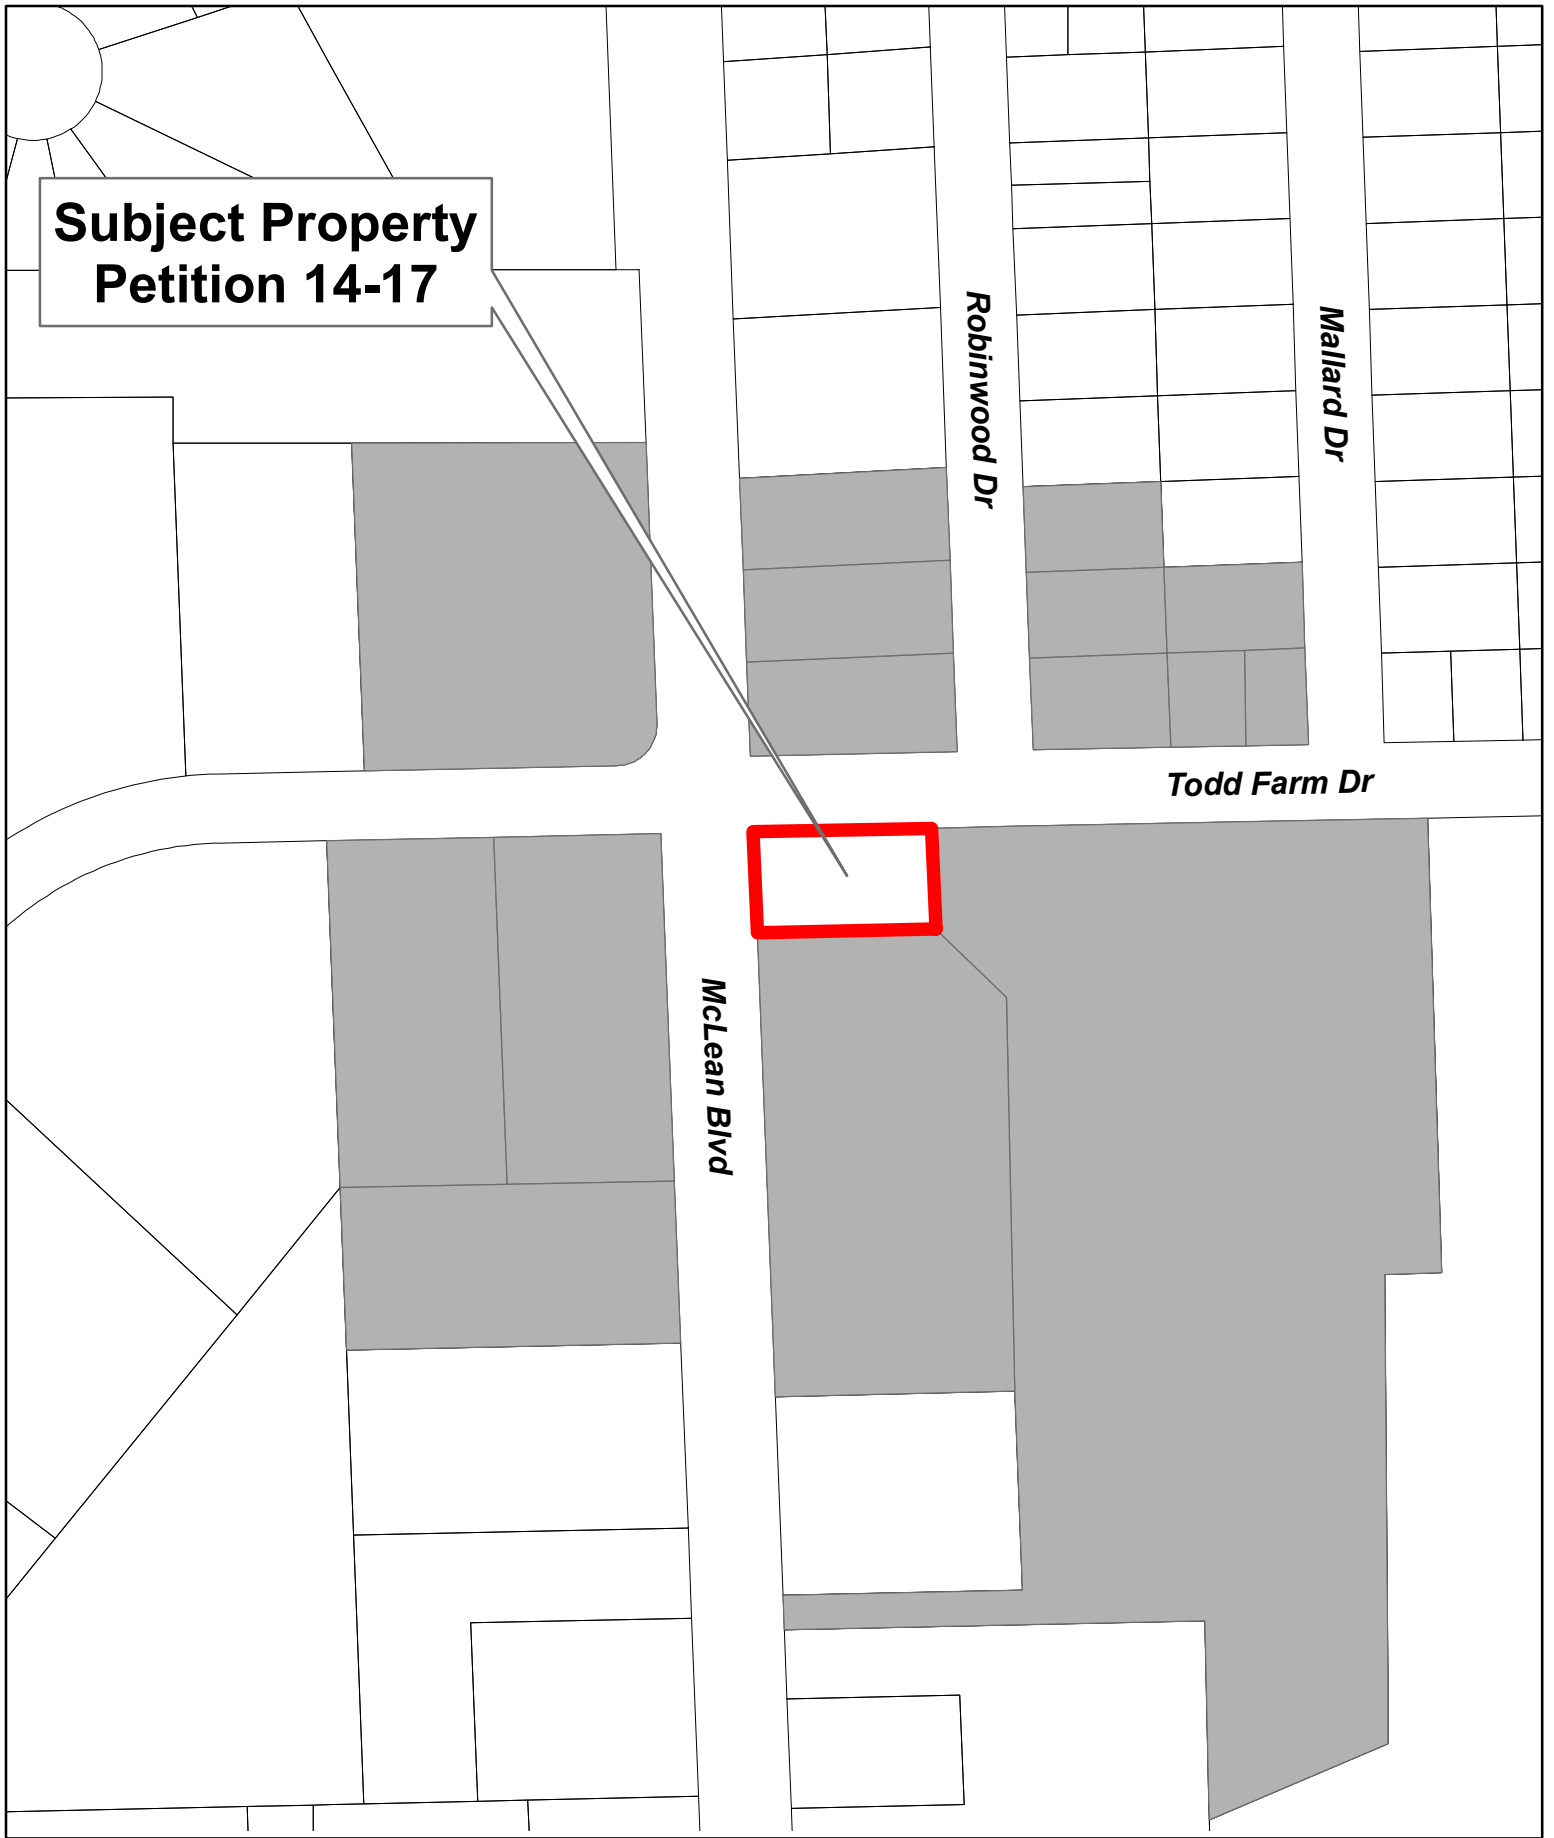 Subject Property
Petition 14-17
Robinwood Dr
Mallard Dr
Todd Farm Dr
McLean Blvd